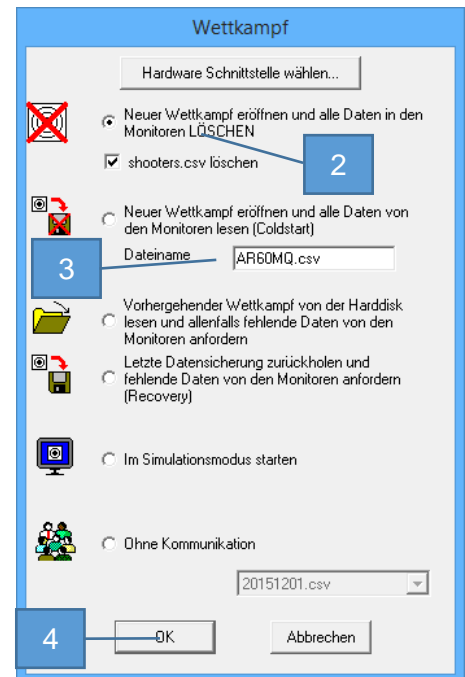 Wettkampf
Hardware Schnittstelle wählen...
Neuer Wettkampf eröffnen und alle Daten in den
Monitoren LÖSCHEN
2
shooters.csv löschen
Neuer Wettkampf eröffnen und alle Daten von
den Monitoren lesen (Coldstart)
3
Dateiname AR60MQ.csv
Vorhergehender Wettkampf von der Harddisk
lesen und allenfalls fehlende Daten von den
Monitoren anfordern
Letzte Datensicherung zurückholen und
fehlende Daten von den Monitoren anfordern
(Recovery)
Im Simulationsmodus starten
Ohne Kommunikation
20151201.csv
4
OK Abbrechen